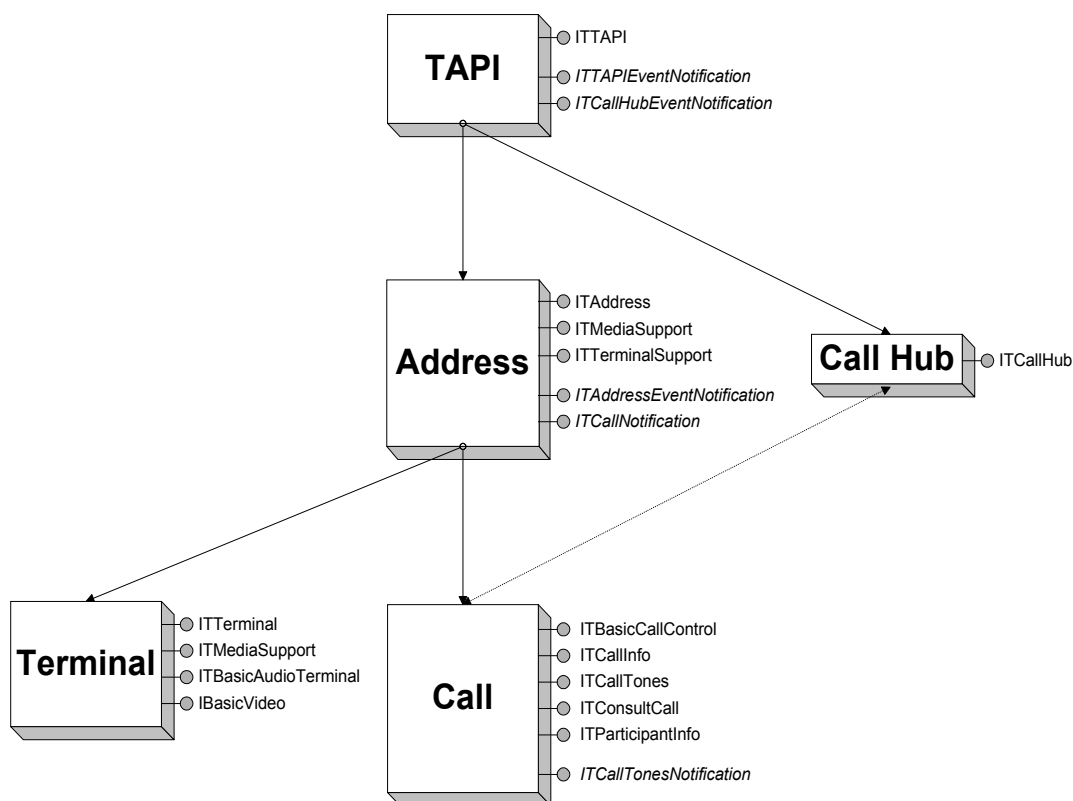 TAPI
ITTAPI
ITTAPIEventNotification
ITCallHubEventNotification
Address
ITAddress
ITMediaSupport
ITTerminalSupport
ITAddressEventNotification
ITCallNotification
Call Hub
ITCallHub
Terminal
ITTerminal
ITMediaSupport
ITBasicAudioTerminal
IBasicVideo
Call
ITBasicCallControl
ITCallInfo
ITCallTones
ITConsultCall
ITParticipantInfo
ITCallTonesNotification